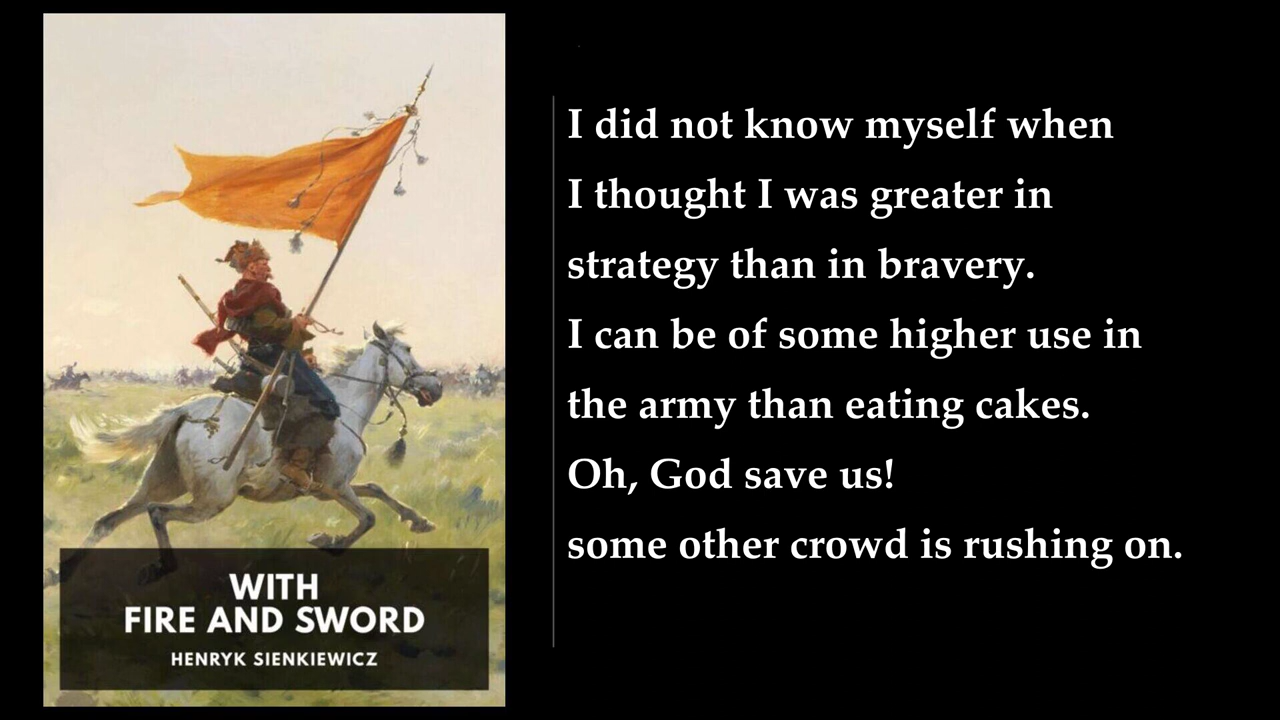 WITH
FIRE AND SWORD
HENRYK SIENKIEWICZ
I did not know myself when
I thought I was greater in
strategy than in bravery.
I can be of some higher use in
the army than eating cakes.
Oh, God save us!
some other crowd is rushing on.